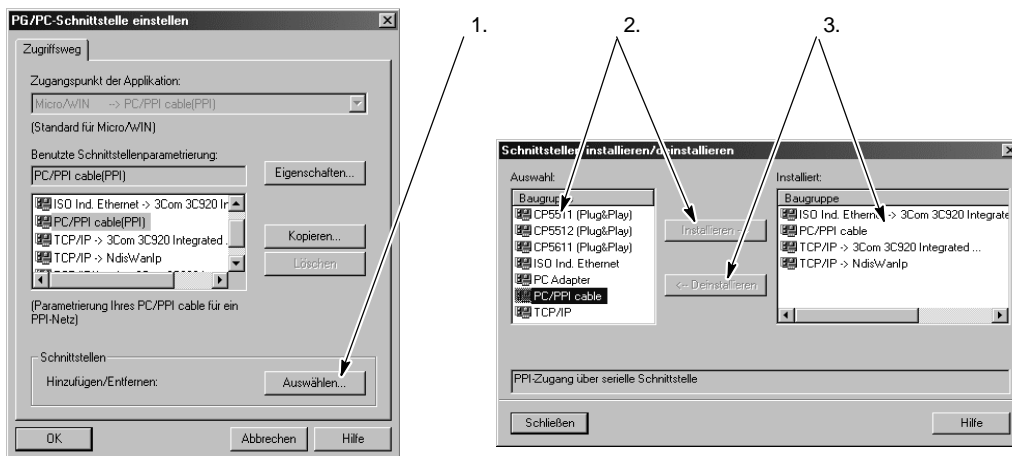 PG/PC-Schnittstelle einstellen
Zugriffsweg
Zugangspunkt der Applikation:
Micro/WIN --> PC/PPI cable(PPI)
(Standard für Micro/WIN)
Benutzte Schnittstellenparametrierung:
PC/PPI cable(PPI)
Eigenschaften...
ISO Ind. Ethernet -> 3Com 3C920 Ir
PC/PPI cable(PPI)
TCP/IP -> 3Com 3C920 Integrated .
TCP/IP -> NdisWanIp
Kopieren...
Löschen
(Parametrierung Ihres PC/PPI cable für ein
PPI-Netz)
Schnittstellen
Hinzufügen/Entfernen:
Auswählen...
OK
Abbrechen
Hilfe
1.
2.
3.
Schnittstellen installieren/deinstallieren
Auswahl:
Baugruppe
CP5511 (Plug&Play)
CP5512 (Plug&Play)
CP5611 (Plug&Play)
ISO Ind. Ethernet
PC Adapter
PC/PPI cable
TCP/IP
Installieren
<-- Deinstallieren
Installiert:
Baugruppe
ISO Ind. Ethernet -> 3Com 3C920 Integrate
PC/PPI cable
TCP/IP -> 3Com 3C920 Integrated ...
TCP/IP -> NdisWanIp
PPI-Zugang über serielle Schnittstelle
Schließen
Hilfe